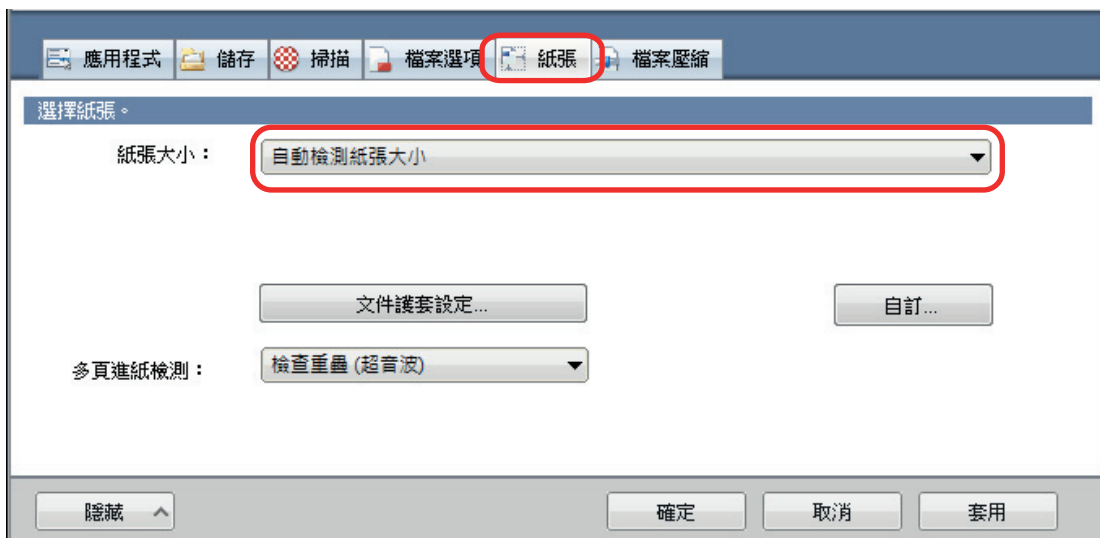 應用程式 儲存 掃描 檔案選項 紙張 檔案壓縮
選擇紙張。
紙張大小： 自動檢測紙張大小
文件護套設定... 自訂...
多頁進紙檢測： 檢查重疊 (超音波)
隱藏 確定 取消 套用